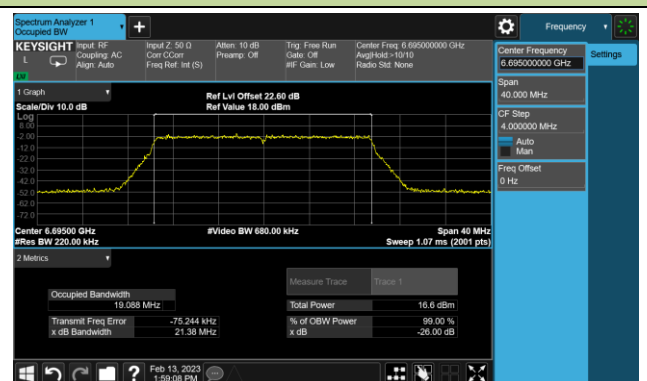 Spectrum Analyzer 1
Occupied BW
Frequency
KEYSIGHT
L
Input: RF
Coupling: AC
Align: Auto
Input Z: 50 Ω
Corr CCorr
Freq Ref: Int (S)
Atten: 10 dB
Preamp: Off
Trig: Free Run
Gate: Off
#IF Gain: Low
Center Freq: 6.695000000 GHz
Avg|Hold:>10/10
Radio Std: None
Center Frequency
6.695000000 GHz
Settings
Span
40.000 MHz
CF Step
4.000000 MHz
Auto
Man
Freq Offset
0 Hz
1 Graph
Scale/Div 10.0 dB
Ref Lvl Offset 22.60 dB
Ref Value 18.00 dBm
Log
8.00
-2.00
-12.0
-22.0
-32.0
-42.0
-52.0
-62.0
-72.0
Center 6.69500 GHz
#Res BW 220.00 kHz
#Video BW 680.00 kHz
Span 40 MHz
Sweep 1.07 ms (2001 pts)
2 Metrics
Measure Trace
Trace 1
Occupied Bandwidth
19.088 MHz
Total Power
16.6 dBm
Transmit Freq Error
-75.244 kHz
% of OBW Power
99.00 %
x dB Bandwidth
21.38 MHz
x dB
-26.00 dB
?
Feb 13, 2023
1:59:08 PM